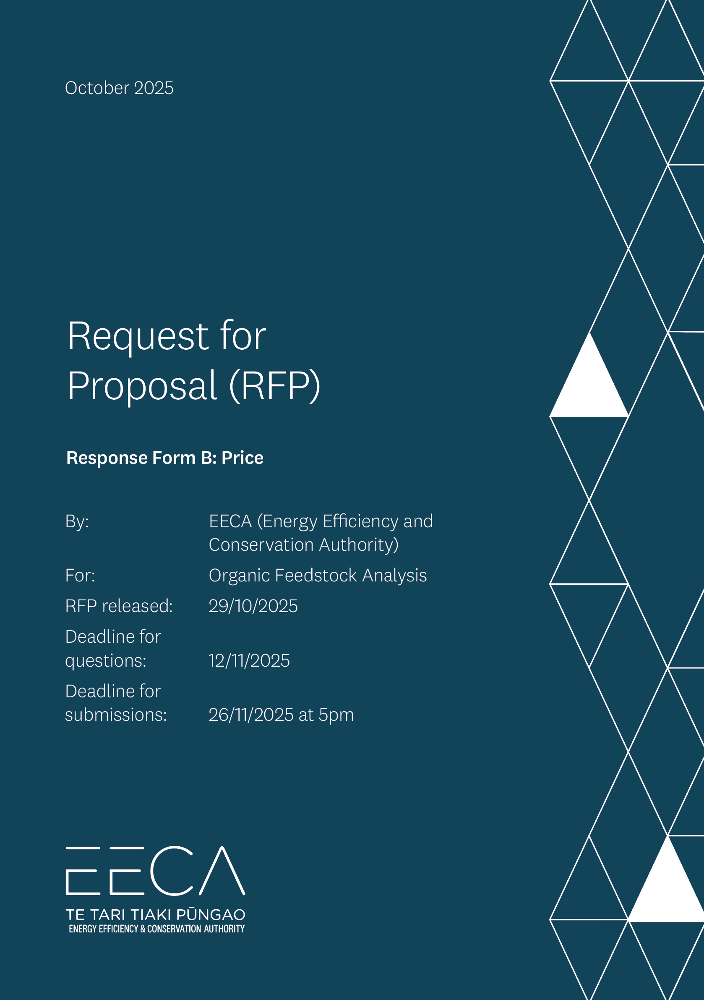 October 2025
Request for
Proposal (RFP)
Response Form B: Price
By:
EECA (Energy Efficiency and
Conservation Authority)
For:
Organic Feedstock Analysis
RFP released:
29/10/2025
Deadline for
questions:
12/11/2025
Deadline for
submissions:
26/11/2025 at 5pm
EECA
TE TARI TIAKI PŪNGAO
ENERGY EFFICIENCY & CONSERVATION AUTHORITY